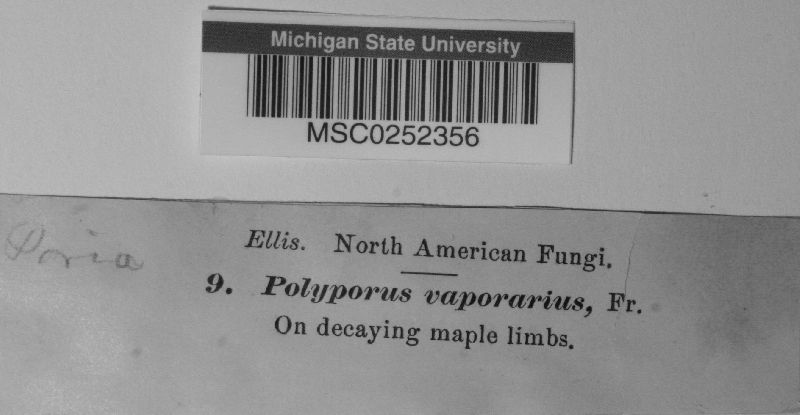 Michigan State University
MSC0252356
Poria
Ellis. North American Fungi.
9. Polyporus vaporarius, Fr.
On decaying maple limbs.